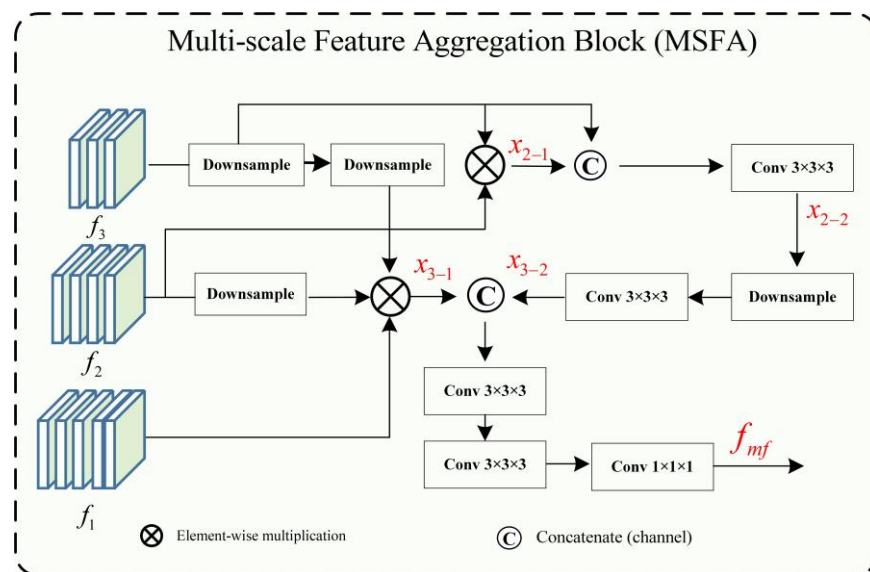 Multi-scale Feature Aggregation Block (MSFA)
f3
Downsample
Downsample
x2−1
C
Conv 3×3×3
x2−2
f2
Downsample
x3−1
C
x3−2
Conv 3×3×3
Downsample
f1
Conv 3×3×3
Conv 3×3×3
Conv 1×1×1
fmf
Element-wise multiplication
C Concatenate (channel)